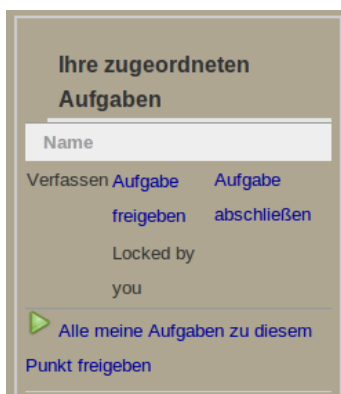 Ihre zugeordneten
Aufgaben
Name
Verfassen Aufgabe Aufgabe
freigeben abschließen
Locked by
you
Alle meine Aufgaben zu diesem
Punkt freigeben